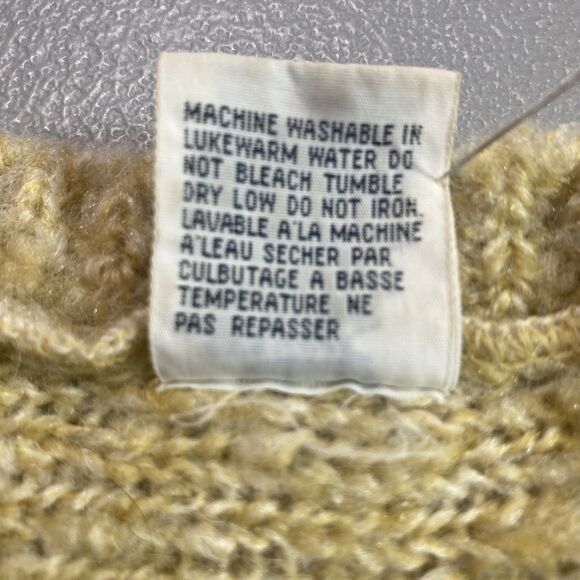 MACHINE WASHABLE IN
LUKEWARM WATER DO
NOT BLEACH TUMBLE
DRY LOW DO NOT IRON.
LAVABLE A'LA MACHINE
A'LEAU SECHER PAR
CULBUTAGE A BASSE
TEMPERATURE NE
PAS REPASSER